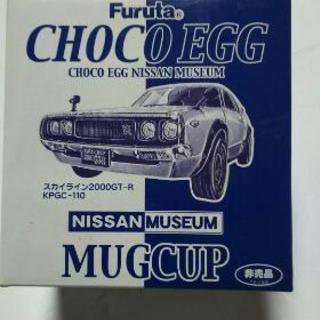 Furuta®
CHOCO EGG
CHOCO EGG NISSAN MUSEUM
スカイライン2000GT-R
KPGC-110
NISSAN MUSEUM
MUGCUP
非売品